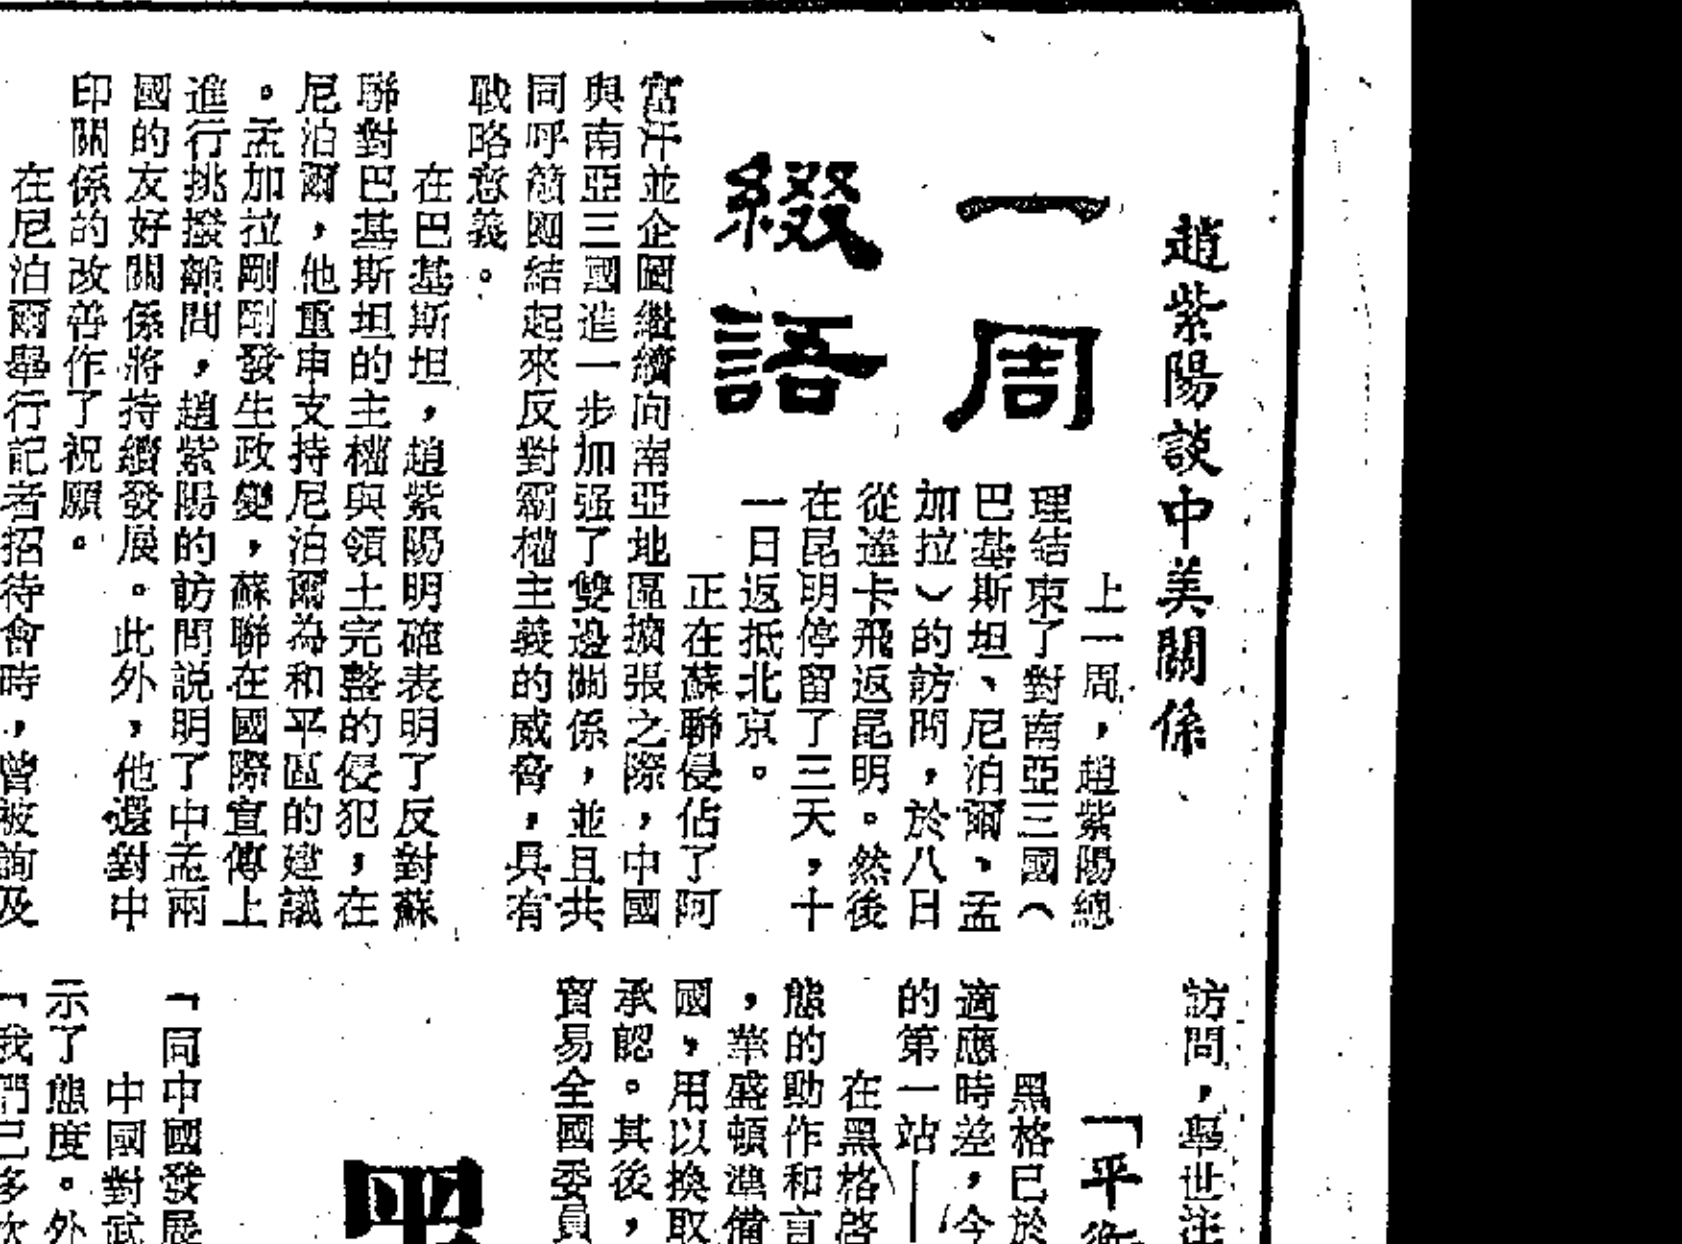 趙紫陽談中美關係
一周
綴語
上一周，趙紫陽總
理結束了對南亞三國（
巴基斯坦、尼泊爾、孟
加拉）的訪問，於八日
從達卡飛返昆明。然後
在昆明停留了三天，十
一日返抵北京。
正在蘇聯侵佔了阿
富汗並企圖繼續向南亞地區擴張之際，中國
與南亞三國進一步加强了雙邊關係，並且共
同呼籲團結起來反對霸權主義的威脅，具有
戰略意義。
在巴基斯坦，趙紫陽明確表明了反對蘇
聯對巴基斯坦的主權與領土完整的侵犯，在
尼泊爾，他重申支持尼泊爾為和平區的建議
。孟加拉剛剛發生政變，蘇聯在國際宣傳上
進行挑撥離間，趙紫陽的訪問説明了中孟兩
國的友好關係將持續發展。此外，他還對中
印關係的改善作了祝願。
在尼泊爾舉行記者招待會時，曾被詢及
訪問，舉世注
「平衡
黑格已於
適應時差，今
的第一站
在黑格啓
態的動作和言
，華盛頓準備
國，用以換取
承認。其後，
貿易全國委員
平
「同中國發展
中國對武
示了態度。外
「我們已多次